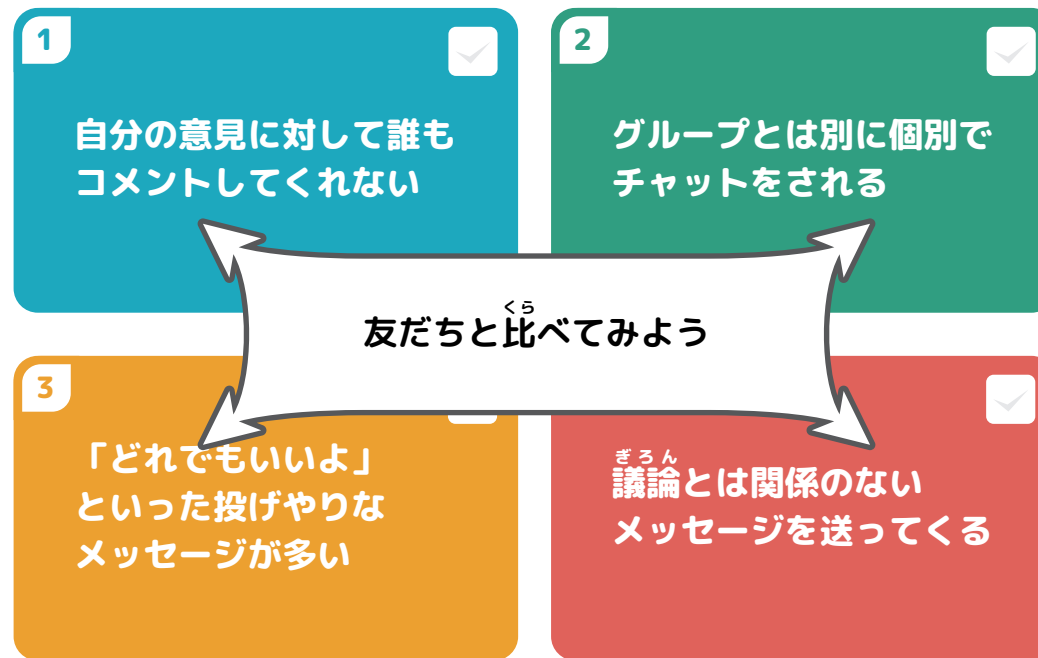 1
自分の意見に対して誰も
コメントしてくれない
2
グループとは別に個別で
チャットをされる
くら
友だちと比べてみよう
3
「どれでもいいよ」
といった投げやりな
メッセージが多い
ぎろん
議論とは関係のない
メッセージを送ってくる